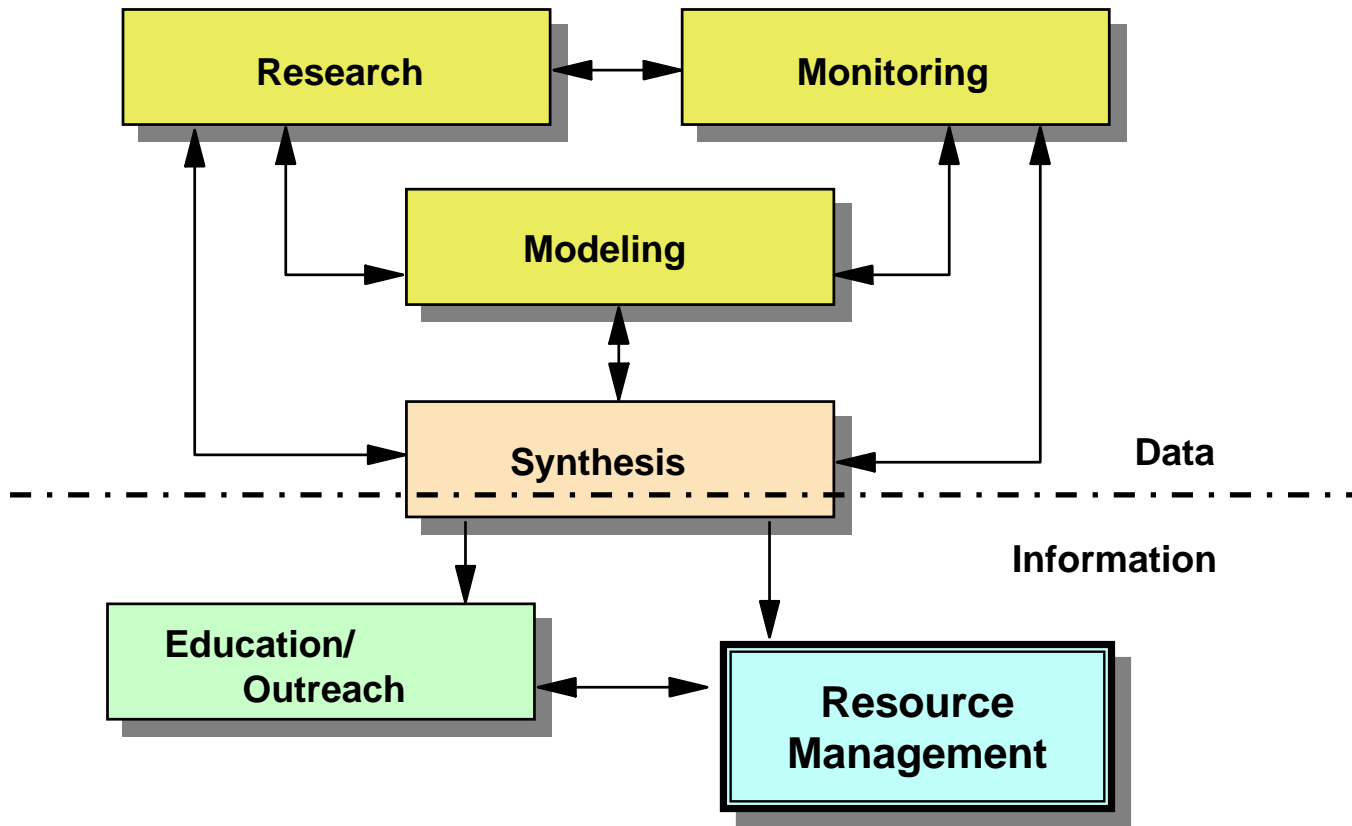 Research
Monitoring
Modeling
Synthesis
Data
Information
Education/
Outreach
Resource
Management